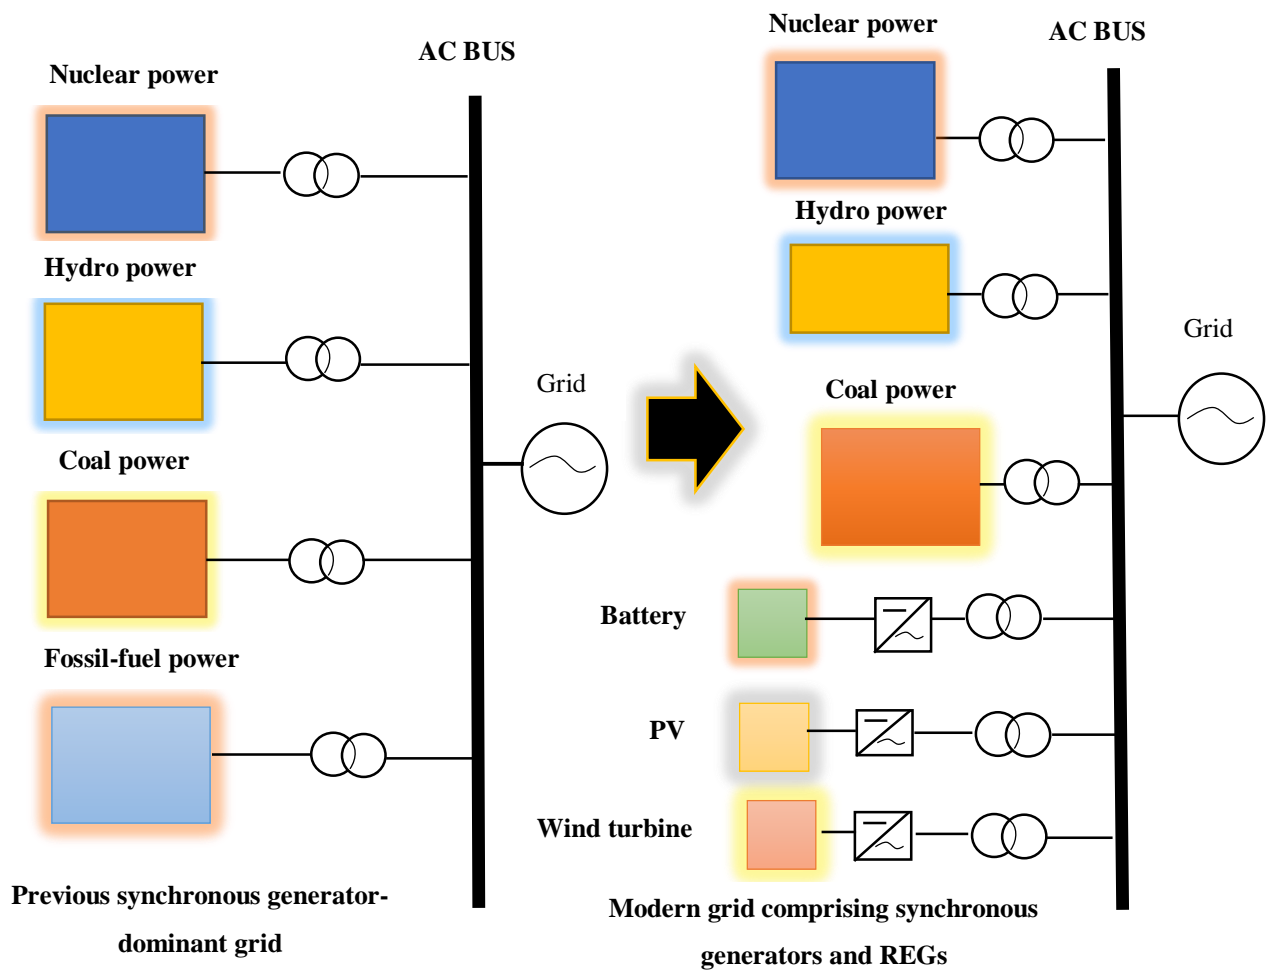 AC BUS
Nuclear power
Hydro power
Coal power
Fossil-fuel power
Grid
Previous synchronous generator-
dominant grid
Nuclear power
AC BUS
Hydro power
Grid
Coal power
Battery
PV
Wind turbine
Modern grid comprising synchronous
generators and REGs